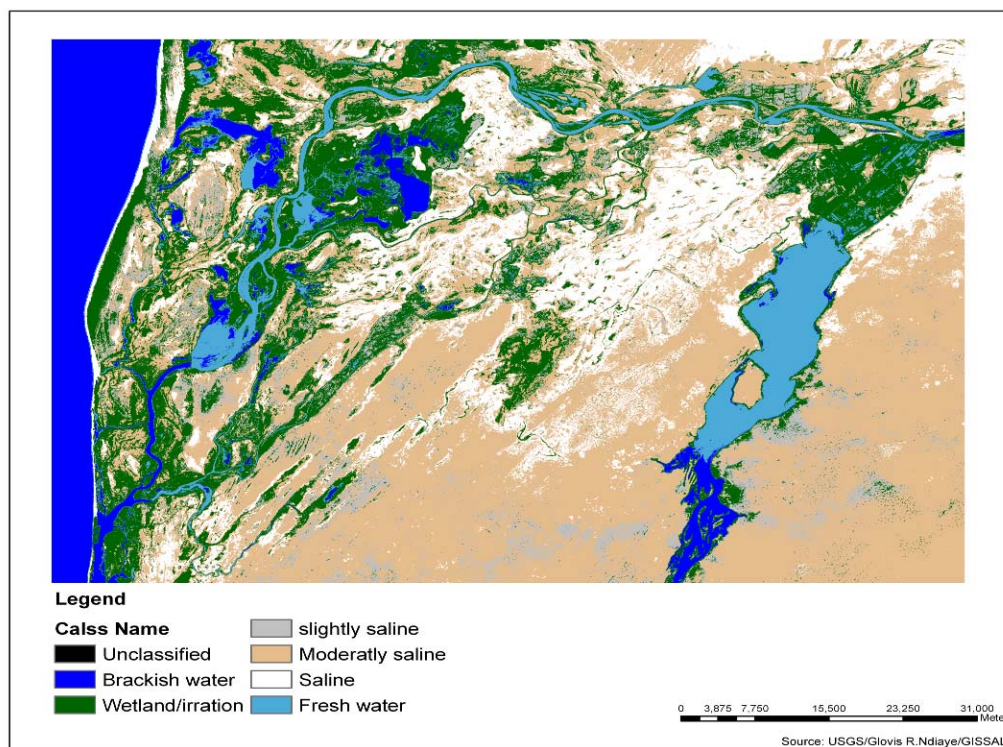 Legend
Calss Name
Unclassified
Brackish water
Wetland/irration
slightly saline
Moderatly saline
Saline
Fresh water
0 3,875 7,750 15,500 23,250 31,000
Mete
Source: USGS/Glovis R.Ndiaye/GISSAL